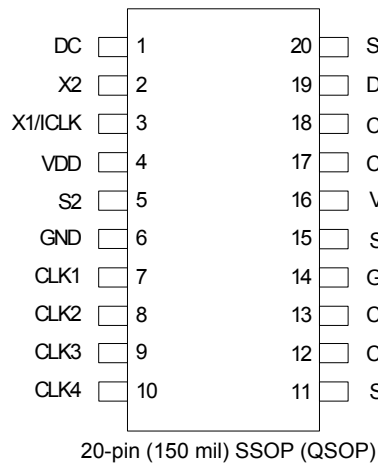 DC 1 20 S
X2 2 19 D
X1/ICLK 3 18 C
VDD 4 17 C
S2 5 16 V
GND 6 15 S
CLK1 7 14 G
CLK2 8 13 C
CLK3 9 12 C
CLK4 10 11 S
20-pin (150 mil) SSOP (QSOP)